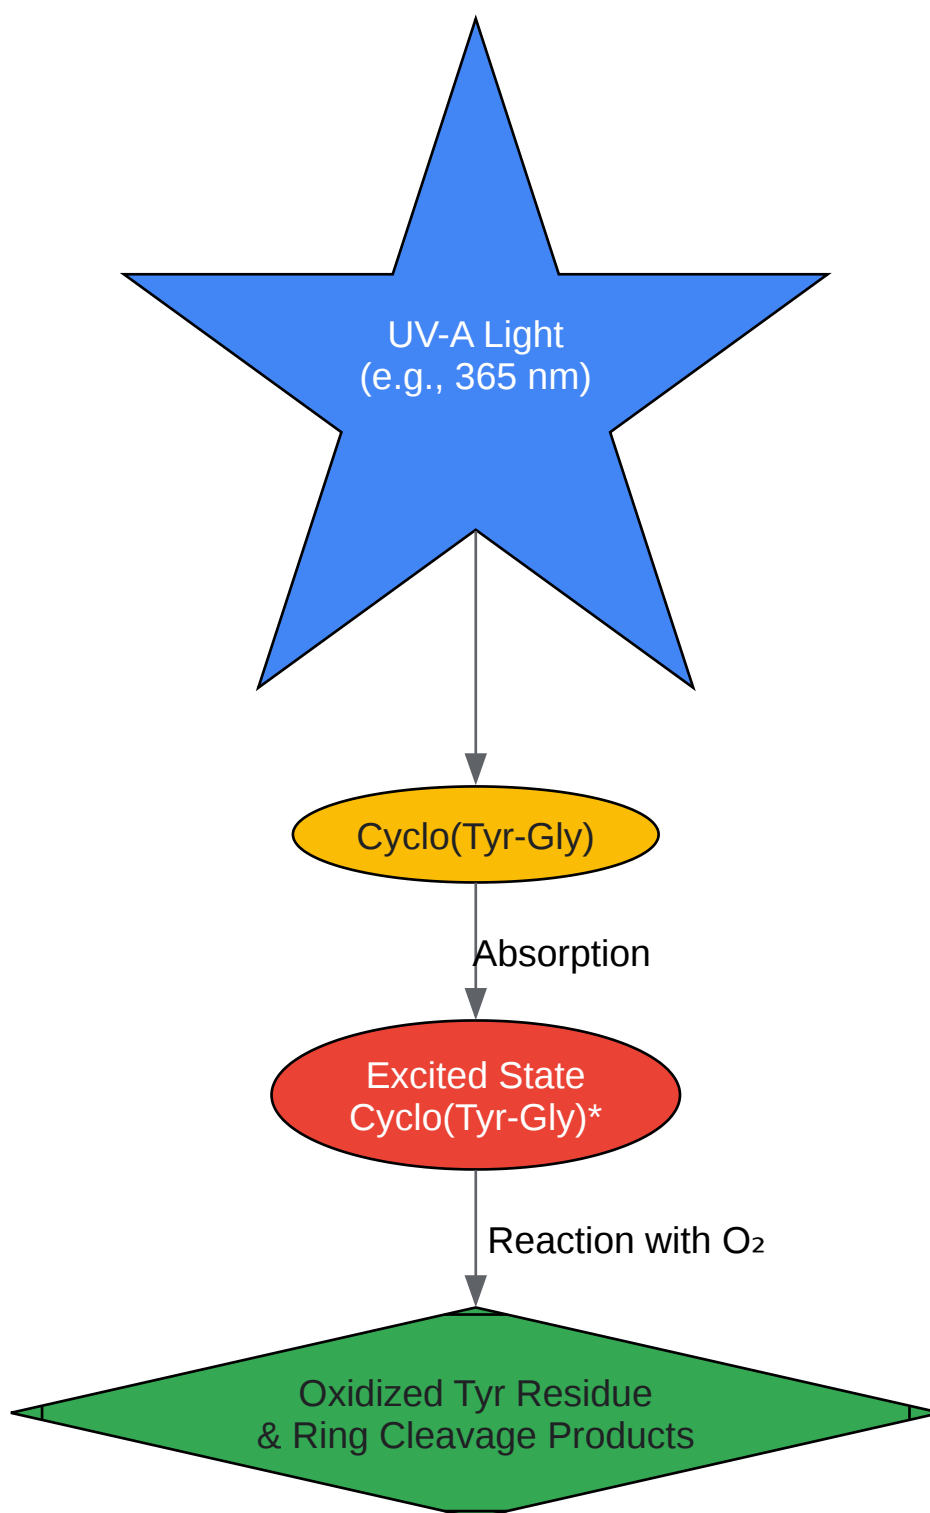 UV-A Light
(e.g., 365 nm)
Cyclo(Tyr-Gly)
Absorption
Excited State
Cyclo(Tyr-Gly)*
Reaction with O₂
Oxidized Tyr Residue
& Ring Cleavage Products